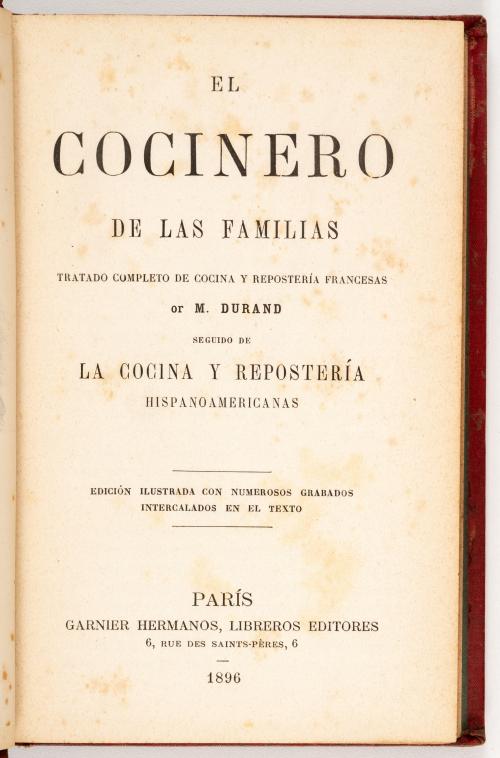 EL
COCINERO
DE LAS FAMILIAS
TRATADO COMPLETO DE COCINA Y REPOSTERÍA FRANCESAS
or M. DURAND
SEGUIDO DE
LA COCINA Y REPOSTERÍA
HISPANOAMERICANAS
EDICIÓN ILUSTRADA CON NUMEROSOS GRABADOS
INTERCALADOS EN EL TEXTO
PARÍS
GARNIER HERMANOS, LIBREROS EDITORES
6, RUE DES SAINTS-PÈRES, 6
1896